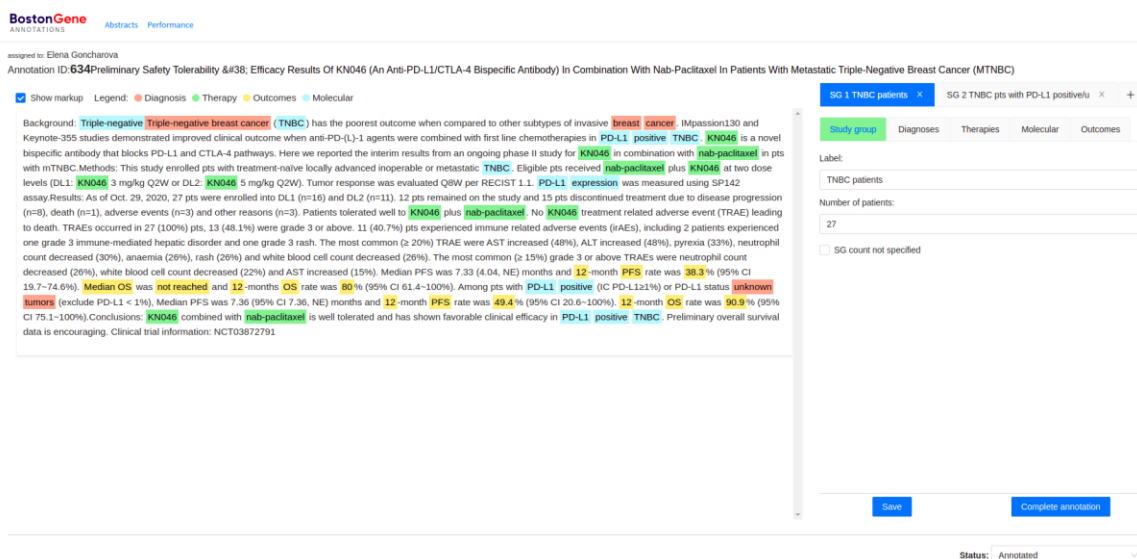 BostonGene
ANNOTATIONS
Abstracts Performance
assigned to: Elena Goncharova
Annotation ID:634Preliminary Safety Tolerability &#38; Efficacy Results Of KN046 (An Anti-PD-L1/CTLA-4 Bispecific Antibody) In Combination With Nab-Paclitaxel In Patients With Metastatic Triple-Negative Breast Cancer (MTNBC)
Show markup Legend: Diagnosis Therapy Outcomes Molecular
Background: Triple-negative Triple-negative breast cancer (TNBC) has the poorest outcome when compared to other subtypes of invasive breast cancer. IMpassion130 and
Keynote-355 studies demonstrated improved clinical outcome when anti-PD-(L)-1 agents were combined with first line chemotherapies in PD-L1 positive TNBC. KN046 is a novel
bispecific antibody that blocks PD-L1 and CTLA-4 pathways. Here we reported the interim results from an ongoing phase II study for KN046 in combination with nab-paclitaxel in pts
with mTNBC.Methods: This study enrolled pts with treatment-naïve locally advanced inoperable or metastatic TNBC. Eligible pts received nab-paclitaxel plus KN046 at two dose
levels (DL1: KN046 3 mg/kg Q2W or DL2: KN046 5 mg/kg Q2W). Tumor response was evaluated Q8W per RECIST 1.1. PD-L1 expression was measured using SP142
assay.Results: As of Oct. 29, 2020, 27 pts were enrolled into DL1 (n=16) and DL2 (n=11). 12 pts remained on the study and 15 pts discontinued treatment due to disease progression
(n=8), death (n=1), adverse events (n=3) and other reasons (n=3). Patients tolerated well to KN046 plus nab-paclitaxel. No KN046 treatment related adverse event (TRAE) leading
to death. TRAEs occurred in 27 (100%) pts, 13 (48.1%) were grade 3 or above. 11 (40.7%) pts experienced immune related adverse events (irAEs), including 2 patients experienced
one grade 3 immune-mediated hepatic disorder and one grade 3 rash. The most common (≥ 20%) TRAE were AST increased (48%), ALT increased (48%), pyrexia (33%), neutrophil
count decreased (30%), anaemia (26%), rash (26%) and white blood cell count decreased (26%). The most common (≥ 15%) grade 3 or above TRAEs were neutrophil count
decreased (26%), white blood cell count decreased (22%) and AST increased (15%). Median PFS was 7.33 (4.04, NE) months and 12-month PFS rate was 38.3% (95% CI
19.7~74.6%). Median OS was not reached and 12-months OS rate was 80% (95% CI 61.4~100%). Among pts with PD-L1 positive (IC PD-L1≥1%) or PD-L1 status unknown
tumors (exclude PD-L1 < 1%), Median PFS was 7.36 (95% CI 7.36, NE) months and 12-month PFS rate was 49.4% (95% CI 20.6~100%). 12-month OS rate was 90.9% (95%
CI 75.1~100%).Conclusions: KN046 combined with nab-paclitaxel is well tolerated and has shown favorable clinical efficacy in PD-L1 positive TNBC. Preliminary overall survival
data is encouraging. Clinical trial information: NCT03872791
SG 1 TNBC patients × SG 2 TNBC pts with PD-L1 positive/u × +
Study group Diagnoses Therapies Molecular Outcomes
Label:
TNBC patients
Number of patients:
27
SG count not specified
Save Complete annotation
Status: Annotated